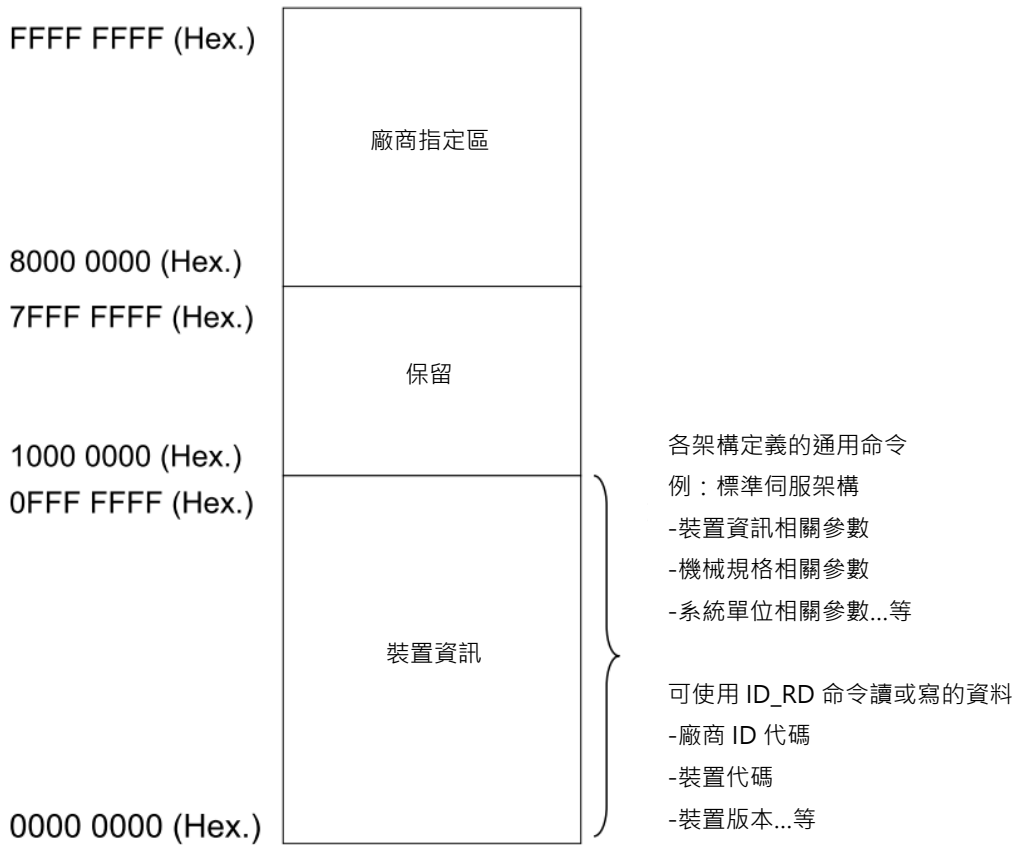 FFFF FFFF (Hex.)
廠商指定區
8000 0000 (Hex.)
7FFF FFFF (Hex.)
保留
1000 0000 (Hex.)
0FFF FFFF (Hex.)
裝置資訊
0000 0000 (Hex.)
各架構定義的通用命令
例：標準伺服架構
-裝置資訊相關參數
-機械規格相關參數
-系統單位相關參數...等
可使用 ID_RD 命令讀或寫的資料
-廠商 ID 代碼
-裝置代碼
-裝置版本...等